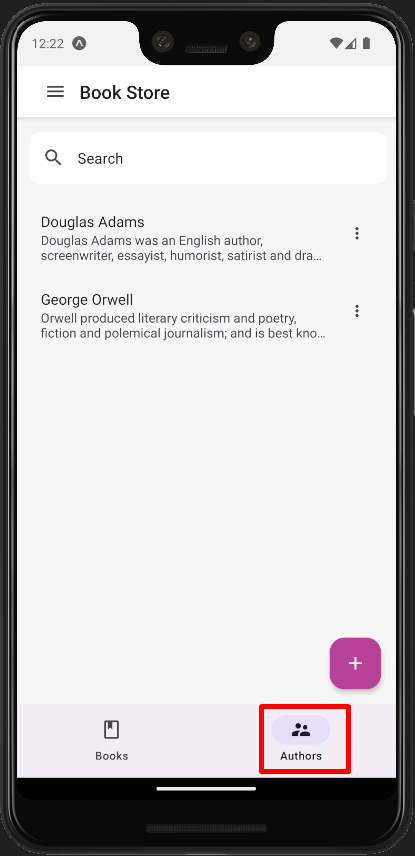 12:22
Book Store
Search
Douglas Adams
Douglas Adams was an English author,
screenwriter, essayist, humorist, satirist and dra...
George Orwell
Orwell produced literary criticism and poetry,
fiction and polemical journalism; and is best kno...
+
Books
Authors